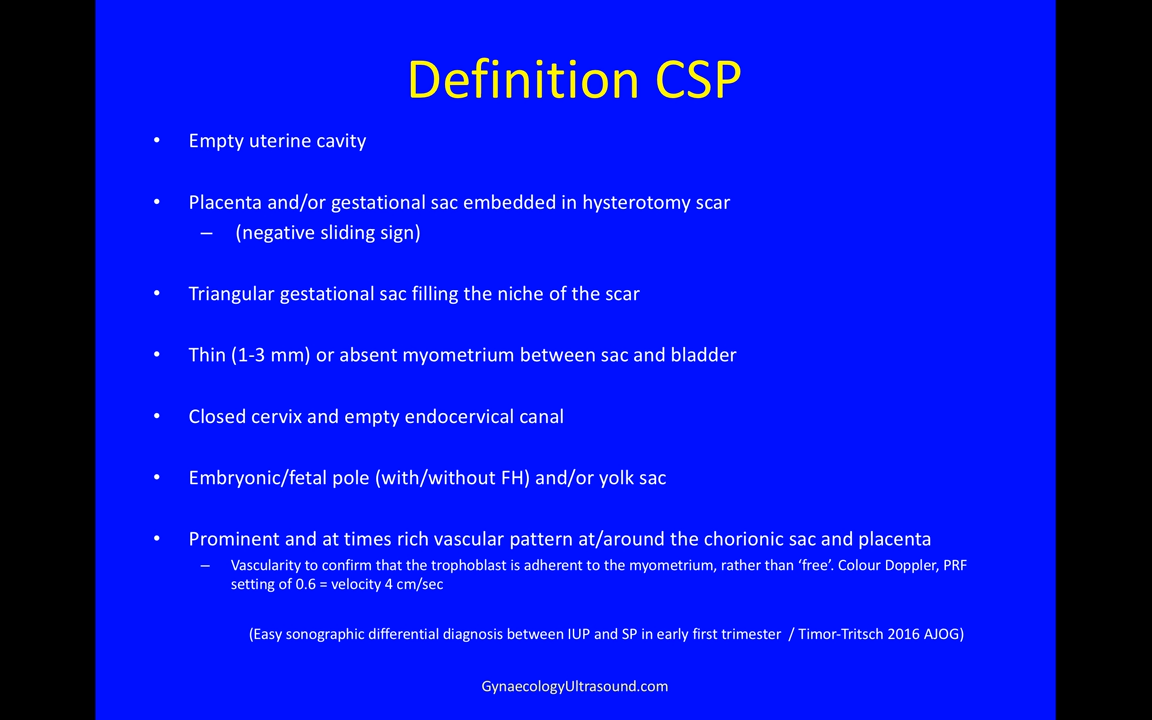 Definition CSP
• Empty uterine cavity
• Placenta and/or gestational sac embedded in hysterotomy scar
– (negative sliding sign)
• Triangular gestational sac filling the niche of the scar
• Thin (1-3 mm) or absent myometrium between sac and bladder
• Closed cervix and empty endocervical canal
• Embryonic/fetal pole (with/without FH) and/or yolk sac
• Prominent and at times rich vascular pattern at/around the chorionic sac and placenta
– Vascularity to confirm that the trophoblast is adherent to the myometrium, rather than ‘free’. Colour Doppler, PRF
setting of 0.6 = velocity 4 cm/sec
(Easy sonographic differential diagnosis between IUP and SP in early first trimester / Timor-Tritsch 2016 AJOG)
GynaecologyUltrasound.com